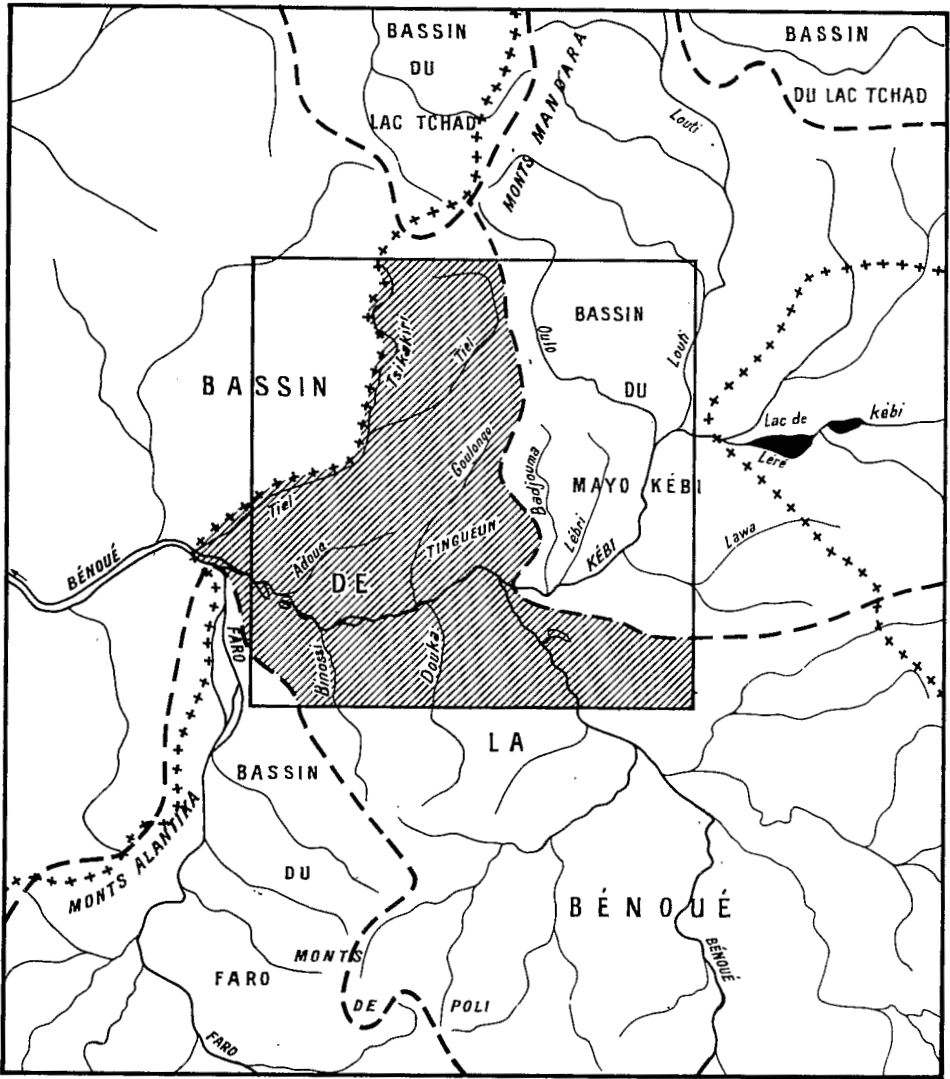 BASSIN
DU
LAC TCHAD
MONTS MANDARA
BASSIN
DU LAC TCHAD
Louti
BASSIN
DU
MAYO KÉBI
Oulo
Louti
Tsikakiri
Tiel
BASSIN
Goulongo
Badjouma
Lébri
KÉBI
Lac de
Léré
Kébi
Lawa
Tiel
Adoua
TINGUEUN
DE
BÉNOUÉ
FARO
Binossi
Douka
LA
BASSIN
DU
FARO
MONTS ALANTIKA
MONTS
DE POLI
BÉNOUÉ
BÉNOUÉ
FARO